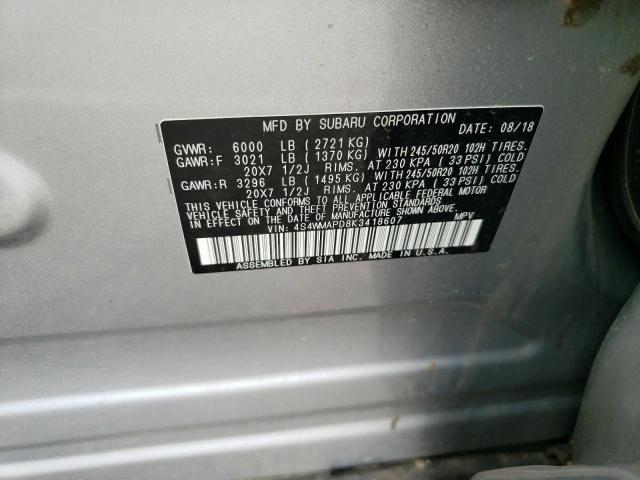 MFD BY SUBARU CORPORATION
DATE: 08/18
GVWR: 6000 LB (2721 KG)
GAWR:F 3021 LB (1370 KG) WITH 245/50R20 102H TIRES.
20X7 1/2J RIMS. AT 230 KPA (33 PSI) COLD
GAWR:R 3296 LB (1495 KG) WITH 245/50R20 102H TIRES.
20X7 1/2J RIMS. AT 230 KPA (33 PSI) COLD
THIS VEHICLE CONFORMS TO ALL APPLICABLE FEDERAL MOTOR
VEHICLE SAFETY, BUMPER, AND THEFT PREVENTION STANDARDS
IN EFFECT ON THE DATE OF MANUFACTURE SHOWN ABOVE.
VIN: 4S4WMAPD8K3418607 MPV
ASSEMBLED BY SIA INC. MADE IN U.S.A.